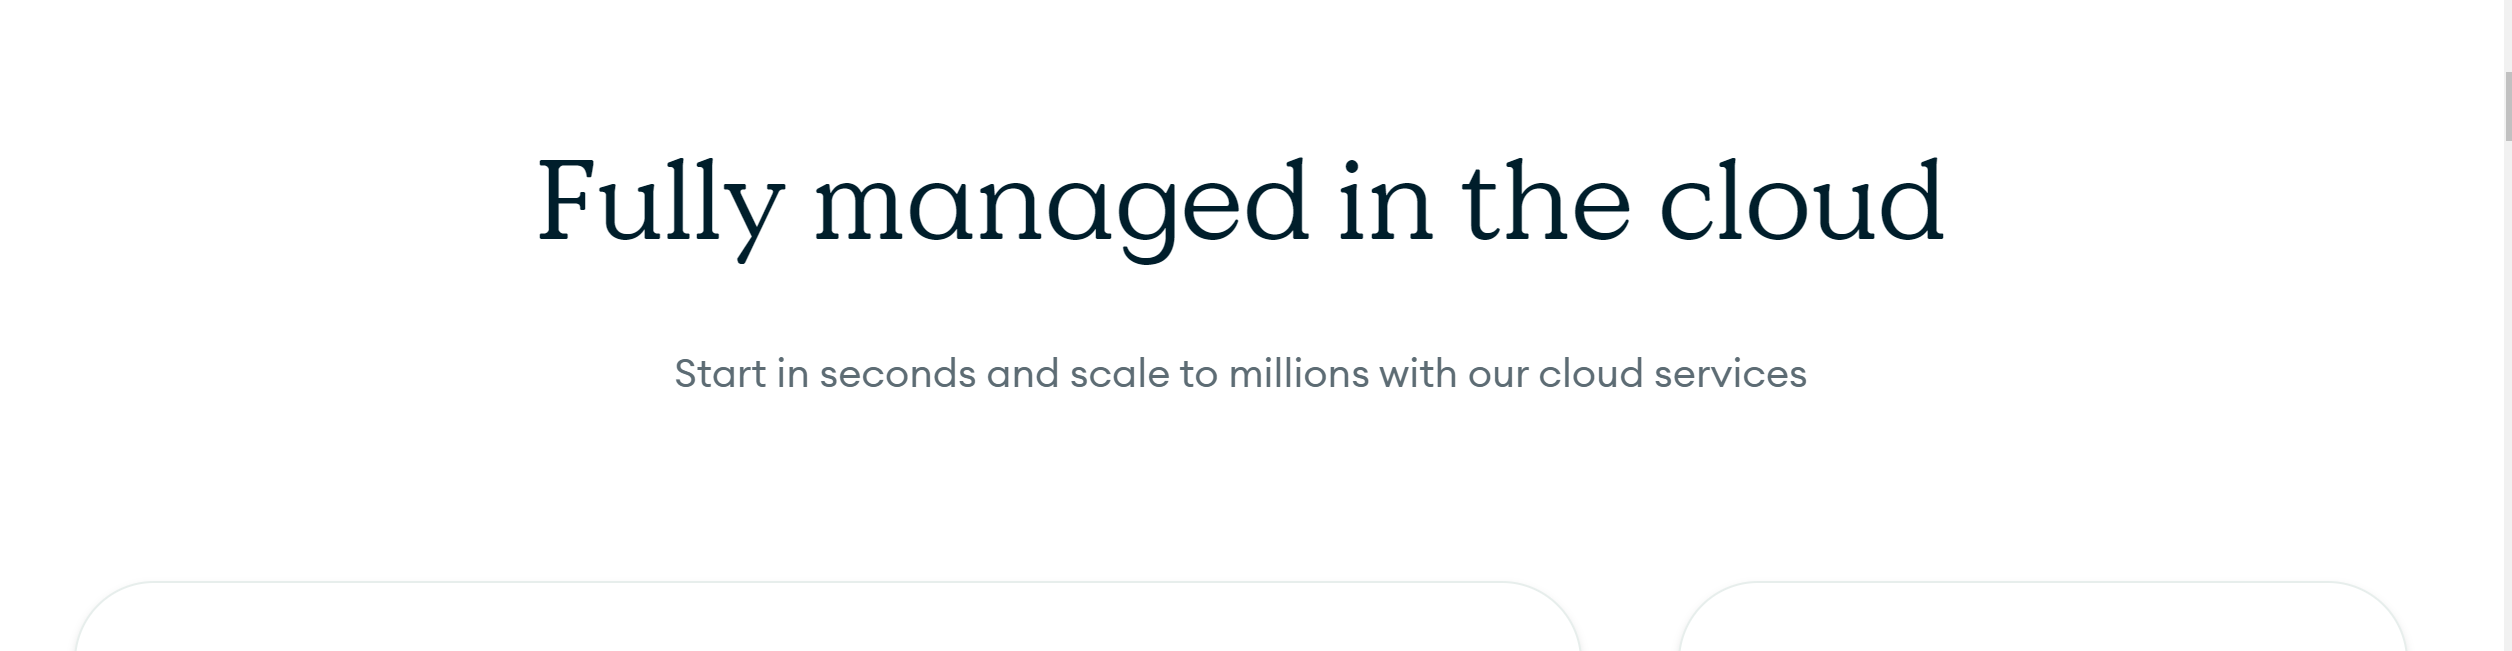 Fully managed in the cloud
Start in seconds and scale to millions with our cloud services